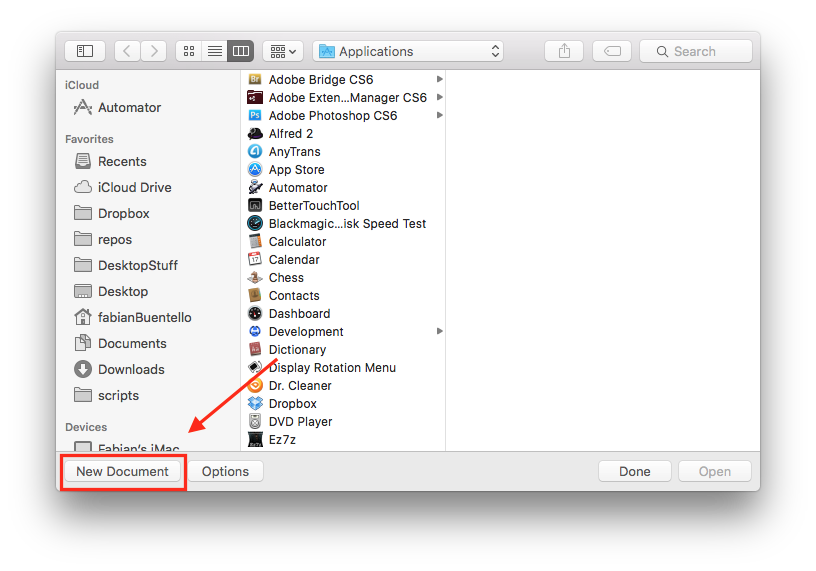 Applications
Search
iCloud
Automator
Favorites
Recents
iCloud Drive
Dropbox
repos
DesktopStuff
Desktop
fabianBuentello
Documents
Downloads
scripts
Devices
Fabian's iMac
Br Adobe Bridge CS6
Adobe Exten...Manager CS6
Ps Adobe Photoshop CS6
Alfred 2
AnyTrans
App Store
Automator
BetterTouchTool
Blackmagic...isk Speed Test
Calculator
17 Calendar
Chess
Contacts
Dashboard
Development
Dictionary
Display Rotation Menu
Dr. Cleaner
Dropbox
DVD Player
Ez7z
New Document
Options
Done
Open